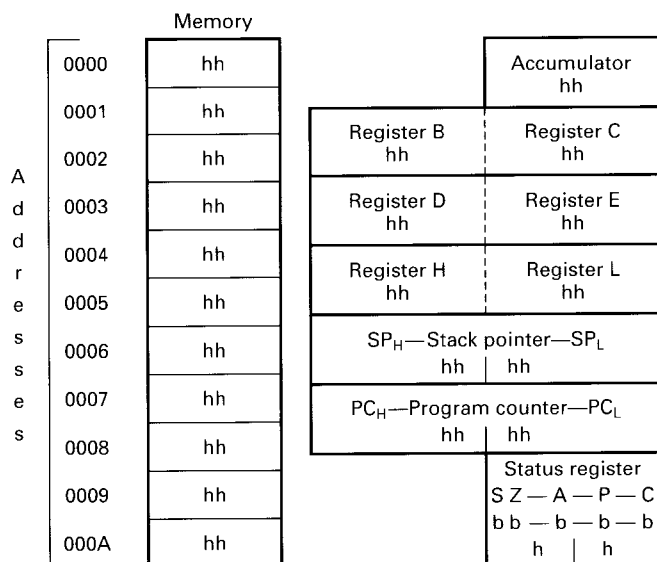 Memory
Addresses
0000 hh
0001 hh
0002 hh
0003 hh
0004 hh
0005 hh
0006 hh
0007 hh
0008 hh
0009 hh
000A hh
Accumulator
hh
Register B Register C
hh hh
Register D Register E
hh hh
Register H Register L
hh hh
SPH—Stack pointer—SPL
hh | hh
PCH—Program counter—PCL
hh | hh
Status register
S Z — A — P — C
b b — b — b — b
h | h